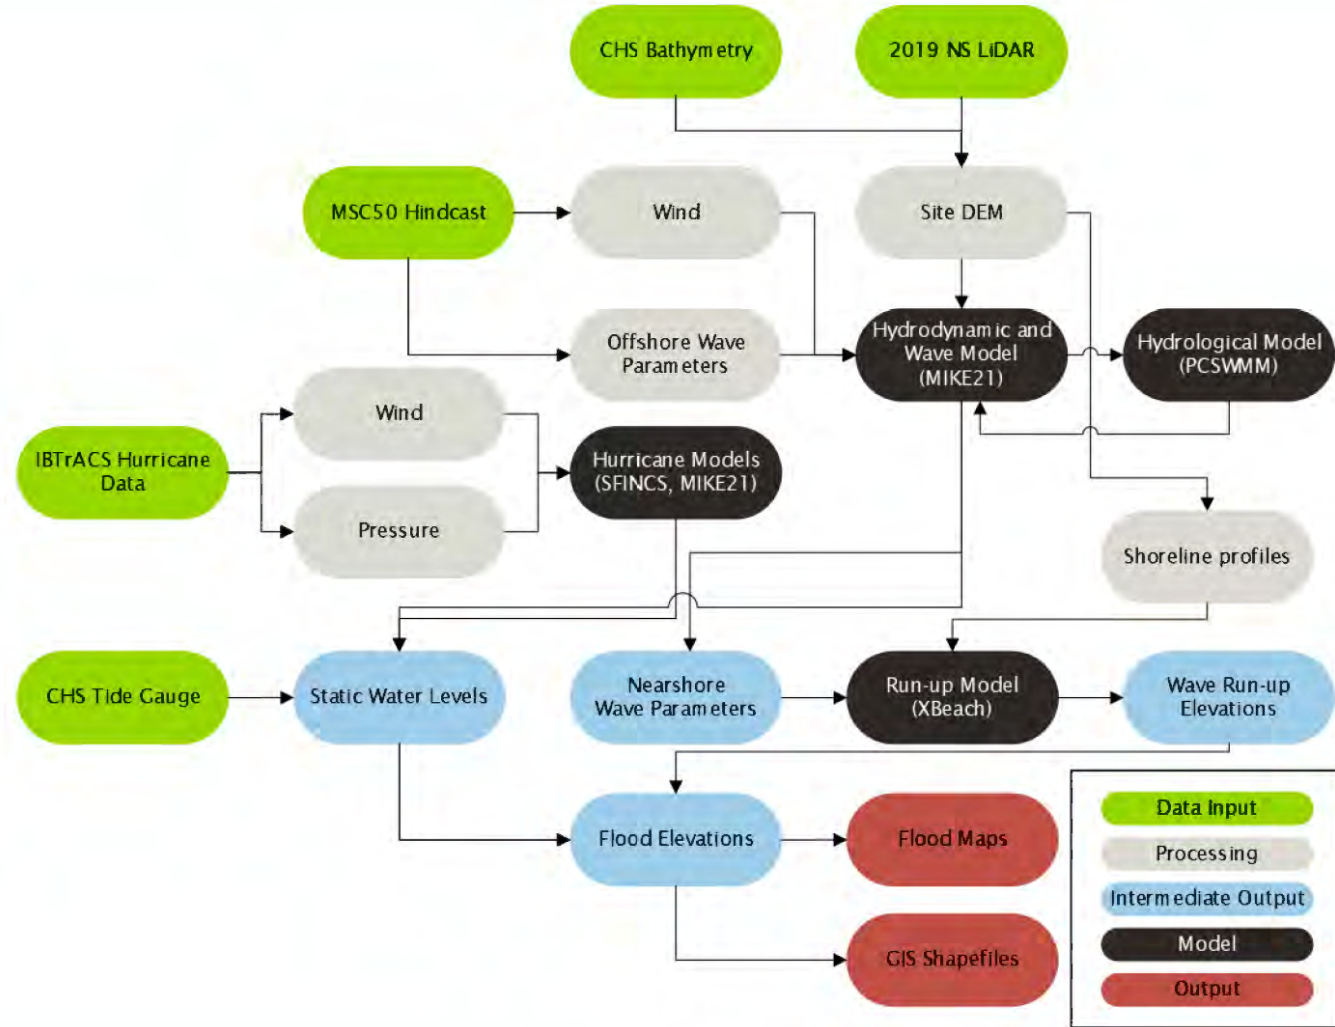 CHS Bathymetry
2019 NS LiDAR
MSC50 Hindcast
Wind
Site DEM
Offshore Wave
Parameters
Hydrodynamic and
Wave Model
(MIKE21)
Hydrological Model
(PCSWMM)
Wind
IBTrACS Hurricane
Data
Hurricane Models
(SFINCS, MIKE21)
Pressure
Shoreline profiles
CHS Tide Gauge
Static Water Levels
Nearshore
Wave Parameters
Run-up Model
(XBeach)
Wave Run-up
Elevations
Flood Elevations
Flood Maps
GIS Shapefiles
Data Input
Processing
Intermediate Output
Model
Output